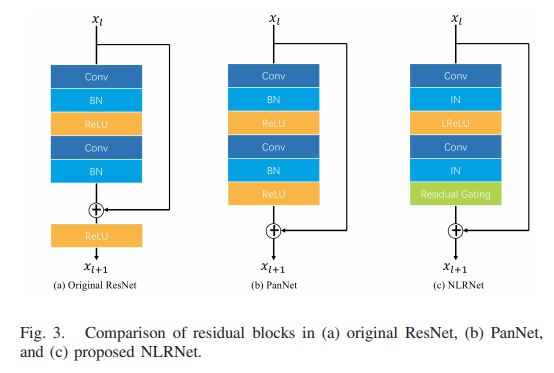 x_l
Conv
BN
ReLU
Conv
BN
+
ReLU
x_{l+1}
(a) Original ResNet
x_l
Conv
BN
ReLU
Conv
BN
ReLU
+
x_{l+1}
(b) PanNet
x_l
Conv
IN
LReLU
Conv
IN
Residual Gating
+
x_{l+1}
(c) NLRNet
Fig. 3. Comparison of residual blocks in (a) original ResNet, (b) PanNet,
and (c) proposed NLRNet.